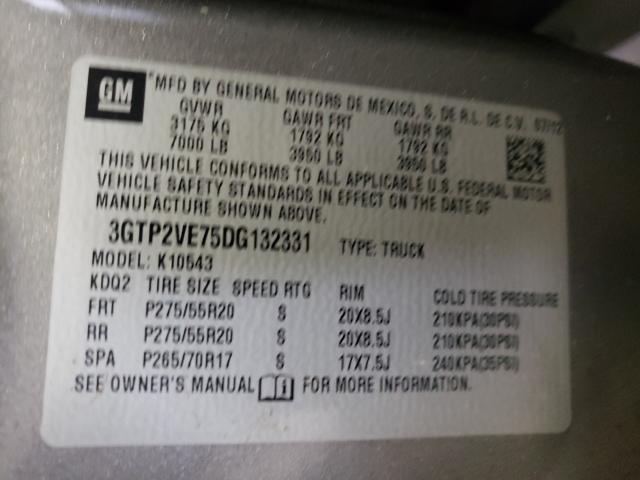 GM
*MFD BY GENERAL MOTORS DE MEXICO, S. DE R.L. DE C.V. 07/12
GVWR GAWR FRT GAWR RR
3175 KG 1792 KG 1792 KG
7000 LB 3950 LB 3950 LB
THIS VEHICLE CONFORMS TO ALL APPLICABLE U.S. FEDERAL MOTOR
VEHICLE SAFETY STANDARDS IN EFFECT ON THE DATE OF
MANUFACTURE SHOWN ABOVE.
3GTP2VE75DG132331 TYPE: TRUCK
MODEL: K10543
KDQ2 TIRE SIZE SPEED RTG RIM COLD TIRE PRESSURE
FRT P275/55R20 S 20X8.5J 210KPA(30PSI)
RR P275/55R20 S 20X8.5J 210KPA(30PSI)
SPA P265/70R17 S 17X7.5J 240KPA(35PSI)
SEE OWNER'S MANUAL FOR MORE INFORMATION.